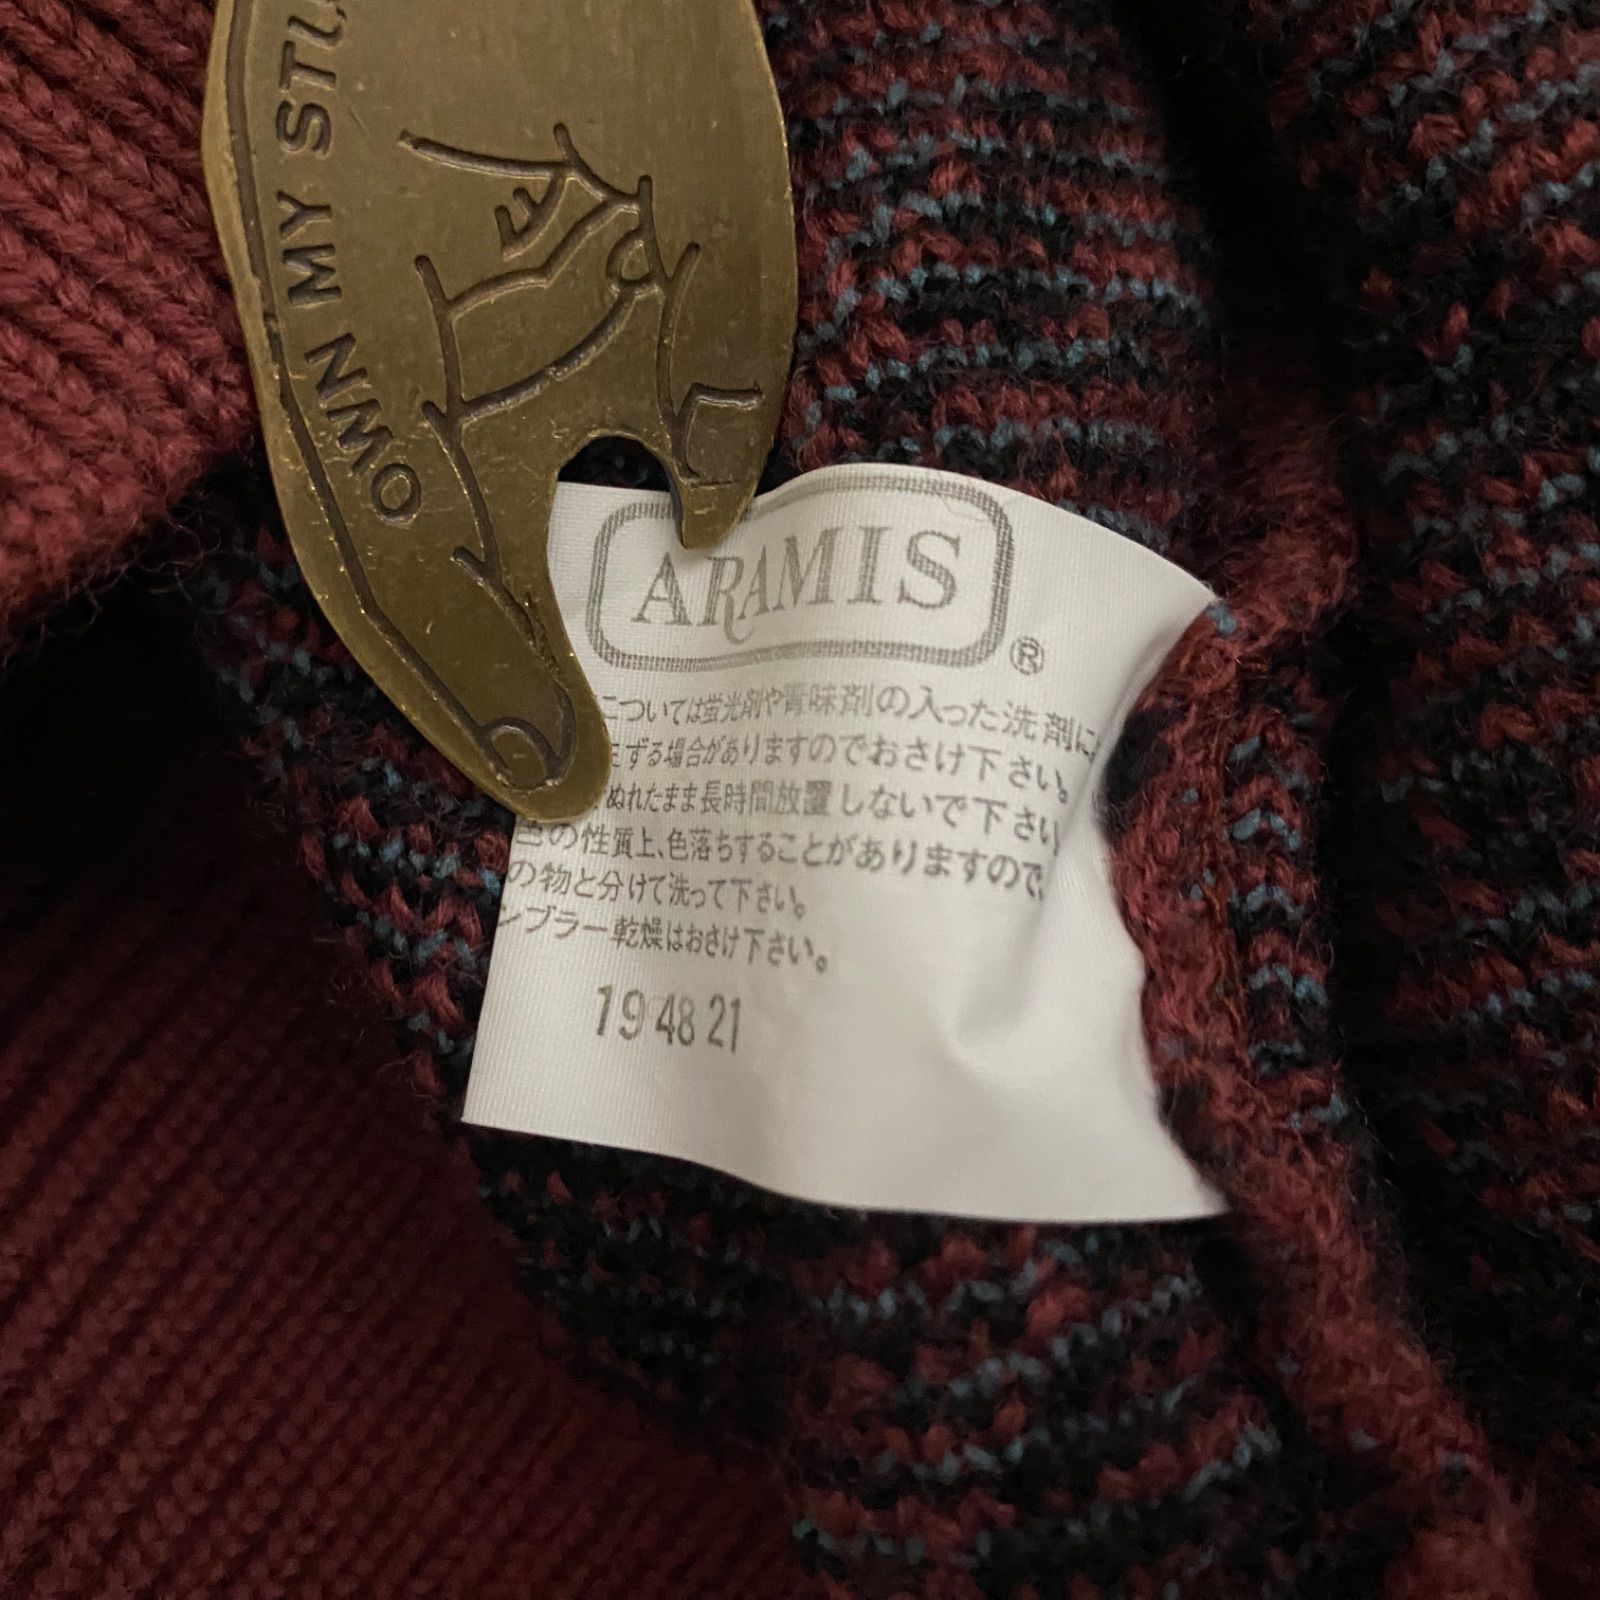 OWN MY
ARAMIS
®
については蛍光剤や青味剤の入った洗剤に
ずる場合がありますのでおさけ下さい。
ぬれたまま長時間放置しないで下さい
色の性質上、色落ちすることがありますので、
の物と分けて洗って下さい。
ンブラー乾燥はおさけ下さい。
19 48 21